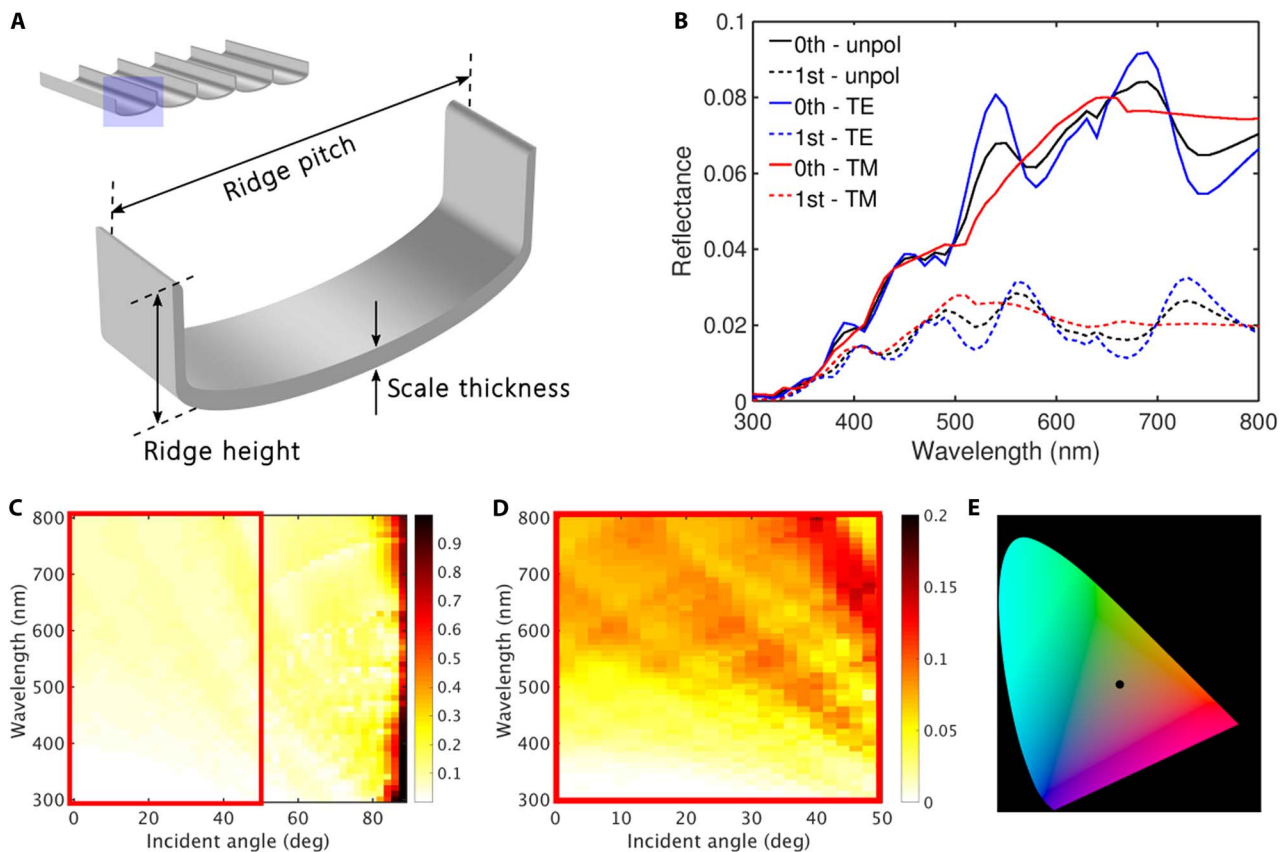 A
Ridge pitch
Scale thickness
Ridge height
B
0.1
0.08
0.06
0.04
0.02
0
Reflectance
0th - unpol
1st - unpol
0th - TE
1st - TE
0th - TM
1st - TM
300 400 500 600 700 800
Wavelength (nm)
C
800
700
600
500
400
300
Wavelength (nm)
0 20 40 60 80
Incident angle (deg)
0.9
0.8
0.7
0.6
0.5
0.4
0.3
0.2
0.1
D
800
700
600
500
400
300
Wavelength (nm)
0 10 20 30 40 50
Incident angle (deg)
0.2
0.15
0.1
0.05
0
E